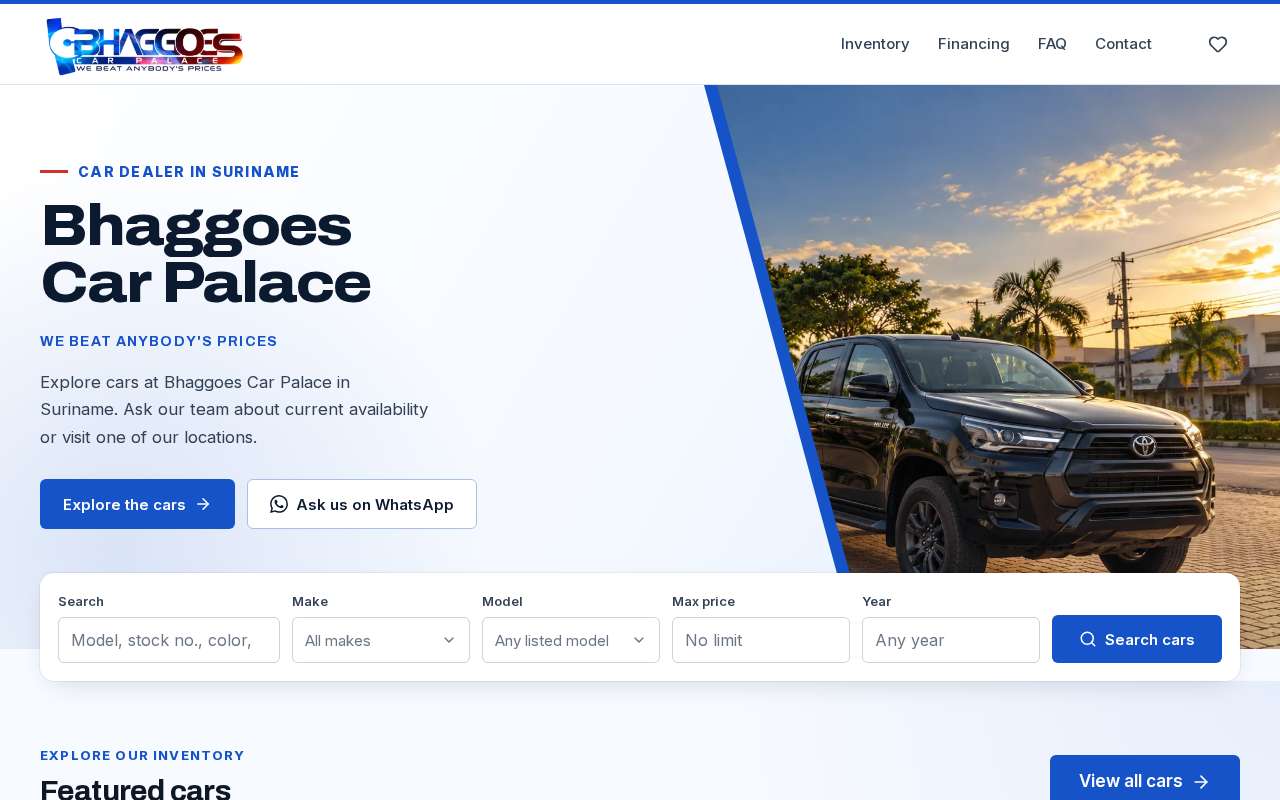 BHAGGOES
CAR PALACE
WE BEAT ANYBODY'S PRICES
Inventory
Financing
FAQ
Contact
CAR DEALER IN SURINAME
Bhaggoes
Car Palace
WE BEAT ANYBODY'S PRICES
Explore cars at Bhaggoes Car Palace in
Suriname. Ask our team about current availability
or visit one of our locations.
Explore the cars
Ask us on WhatsApp
Search
Model, stock no., color,
Make
All makes
Model
Any listed model
Max price
No limit
Year
Any year
Search cars
EXPLORE OUR INVENTORY
Featured cars
View all cars